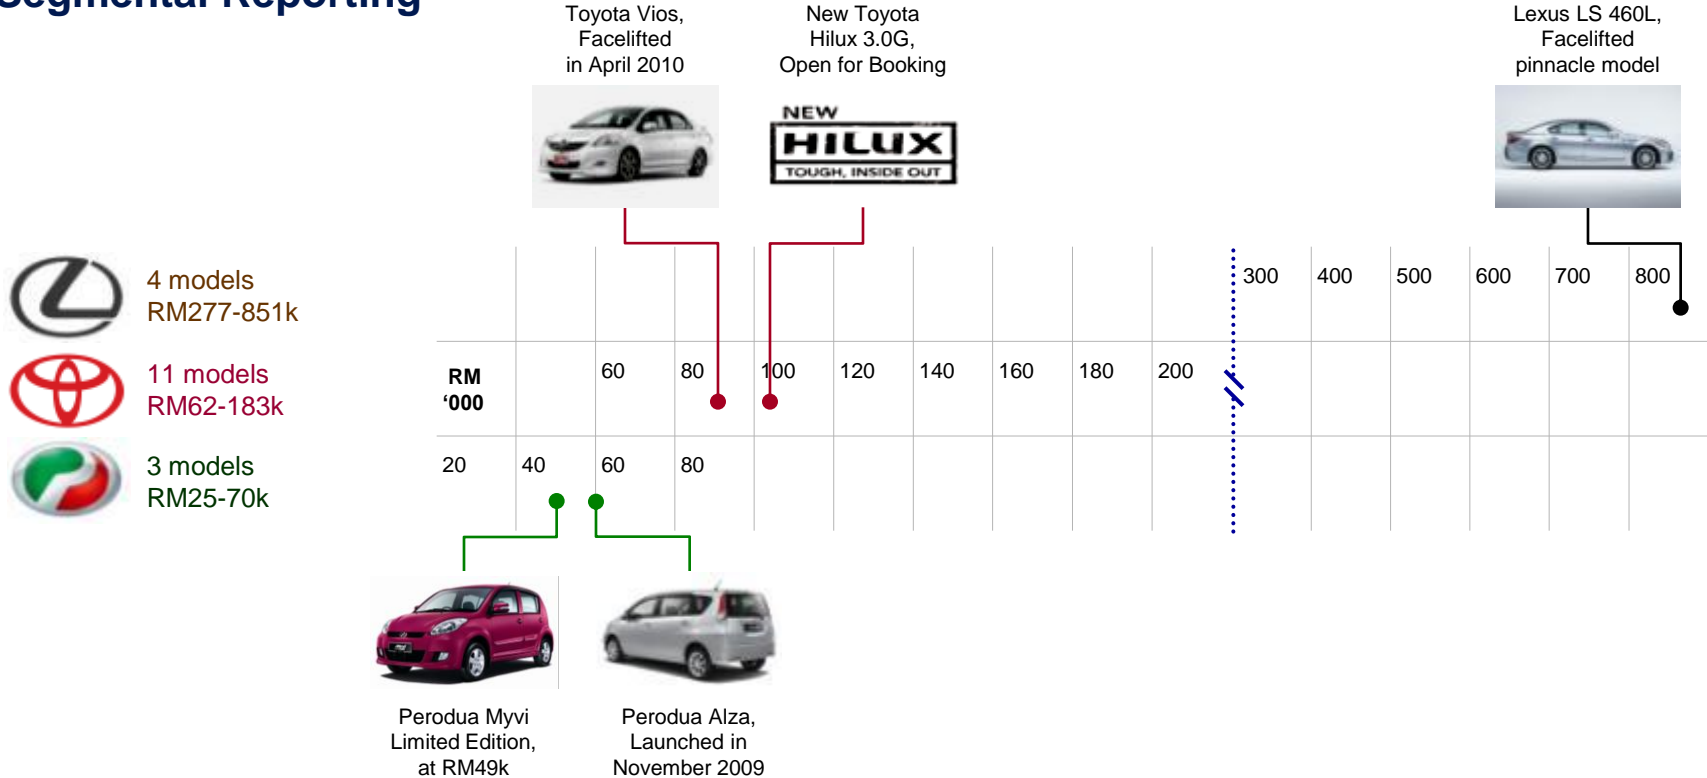 Segmental Reporting
Toyota Vios,
Facelifted
in April 2010
New Toyota
Hilux 3.0G,
Open for Booking
Lexus LS 460L,
Facelifted
pinnacle model
NEW
HILUX
TOUGH, INSIDE OUT
4 models
RM277-851k
300 400 500 600 700 800
11 models
RM62-183k
RM
‘000
60 80 100 120 140 160 180 200
3 models
RM25-70k
20 40 60 80
Perodua Myvi
Limited Edition,
at RM49k
Perodua Alza,
Launched in
November 2009